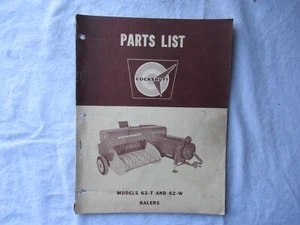 PARTS LIST
COCKSHUTT
MODELS 62-T AND 62-W
BALERS